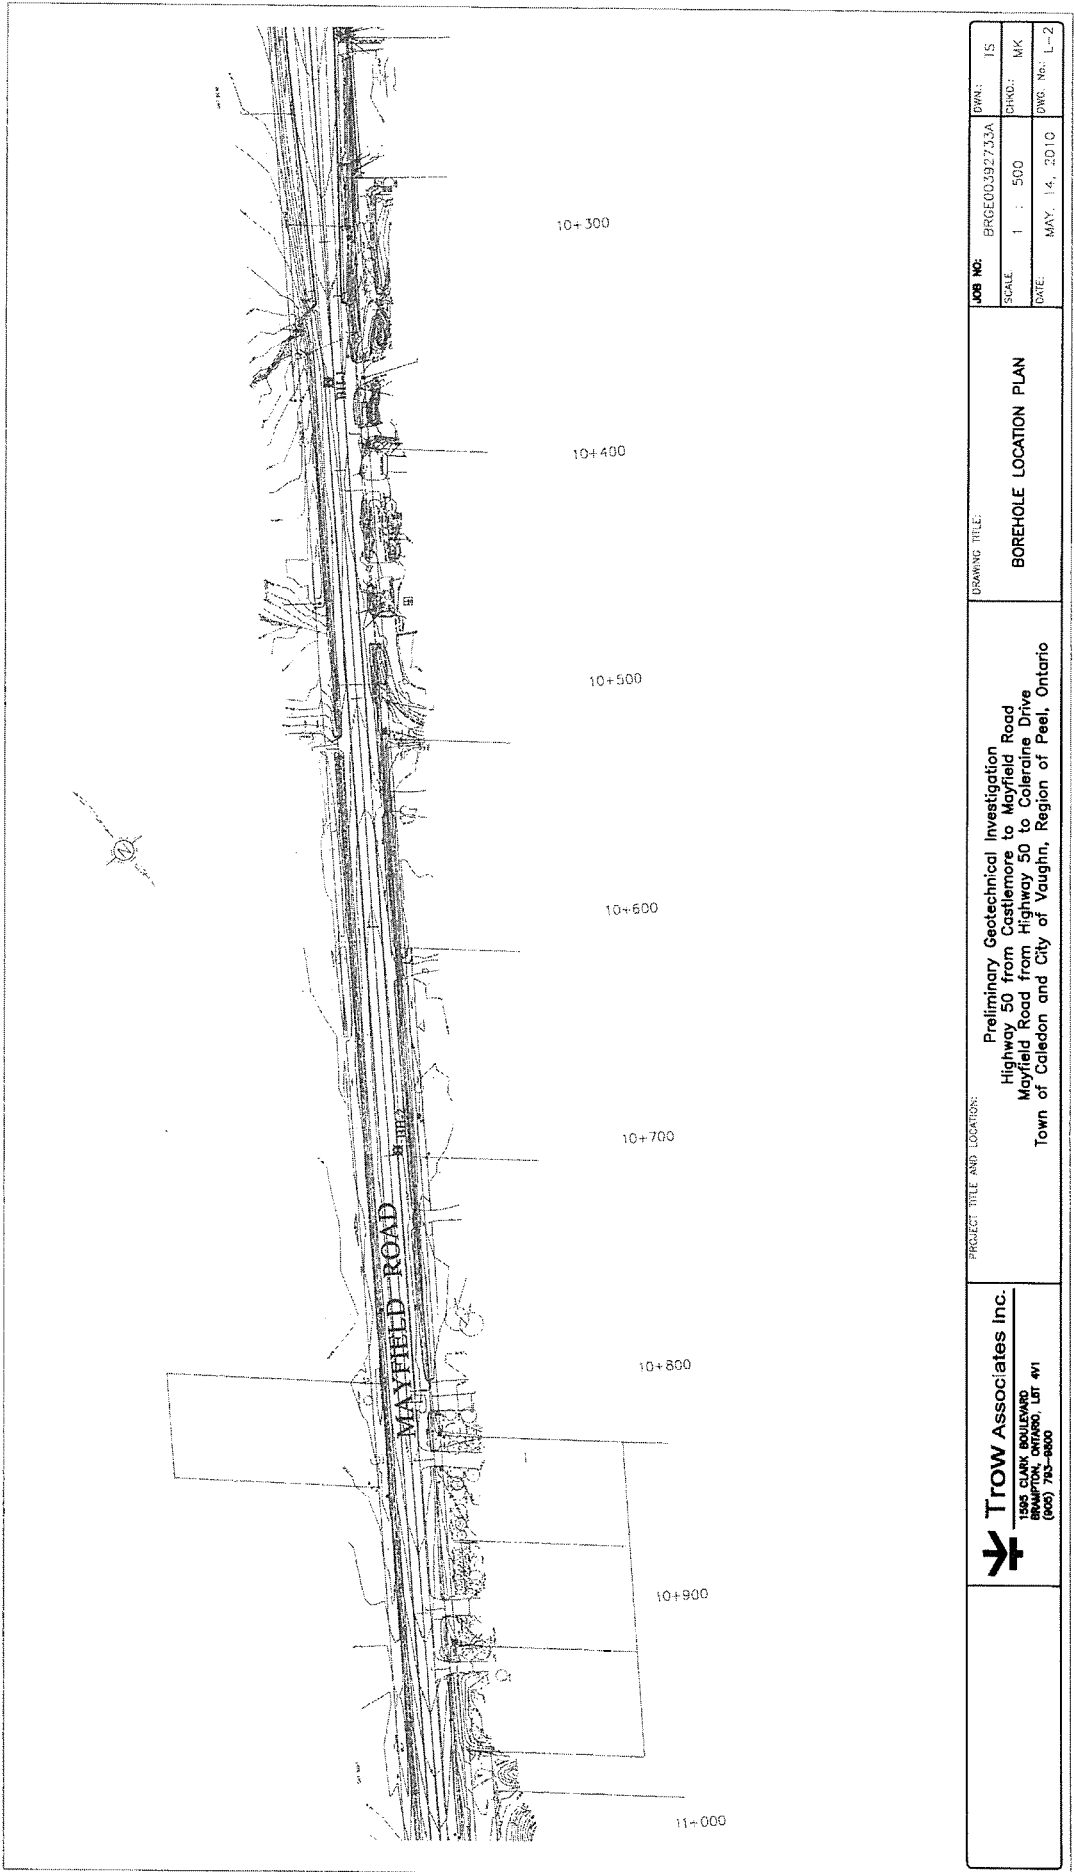 10+300
10+400
10+500
10+600
10+700
10+800
10+900
11+000
BH-1
BH-2
MAYFIELD ROAD
Trow Associates Inc.
1595 CLARK BOULEVARD
BRAMPTON, ONTARIO, L6T 4V1
(905) 793-9800
PROJECT TITLE AND LOCATION:
Preliminary Geotechnical Investigation
Highway 50 from Castlemore to Mayfield Road
Mayfield Road from Highway 50 to Coleraine Drive
Town of Caledon and City of Vaughn, Region of Peel, Ontario
DRAWING TITLE:
BOREHOLE LOCATION PLAN
JOB NO: BRGE00392733A
DWN.: TS
SCALE: 1 : 500
CHKD.: MK
DATE: MAY. 14, 2010
DWG. No.: L-2